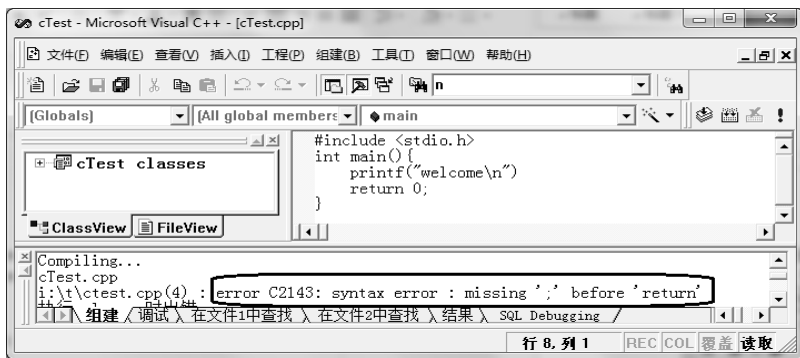 cTest - Microsoft Visual C++ - [cTest.cpp]
文件(F) 编辑(E) 查看(V) 插入(I) 工程(P) 组建(B) 工具(T) 窗口(W) 帮助(H)
n
(Globals) (All global members main
#include <stdio.h>
int main(){
printf("welcome\n")
return 0;
}
cTest classes
ClassView FileView
Compiling...
cTest.cpp
i:\t\ctest.cpp(4) : error C2143: syntax error : missing ';' before 'return'
组建 调试 在文件1中查找 在文件2中查找 结果 SQL Debugging
行 8, 列 1 REC COL 覆盖 读取